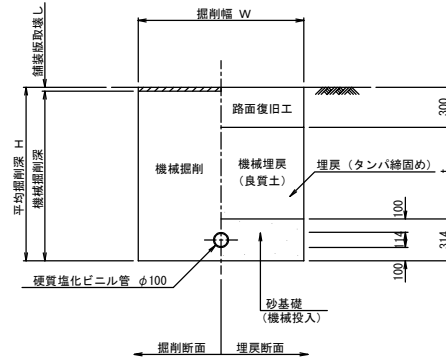 掘削幅 W
舗装版取壊し
平均掘削深 H
機械掘削深
路面復旧工
300
機械掘削
機械埋戻
(良質土)
埋戻 (タンパ締固め)
100
114
314
100
硬質塩化ビニル管 φ100
砂基礎
(機械投入)
掘削断面
埋戻断面